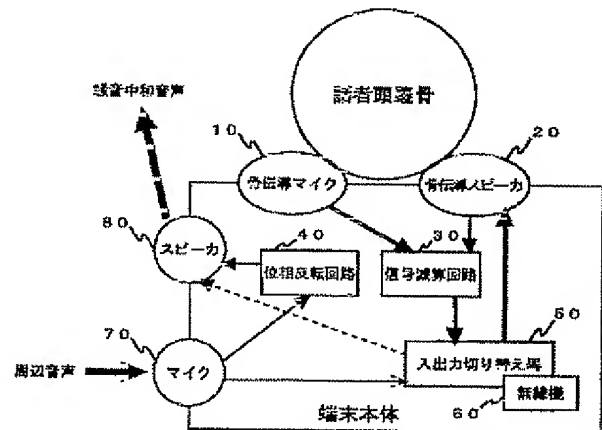 話者頭蓋骨
騒音中和音声
10
20
骨伝導マイク
骨伝導スピーカ
80
40
30
スピーカ
位相反転回路
信号減算回路
50
70
入出力切り替え器
周辺音声
マイク
無線機
端末本体
60